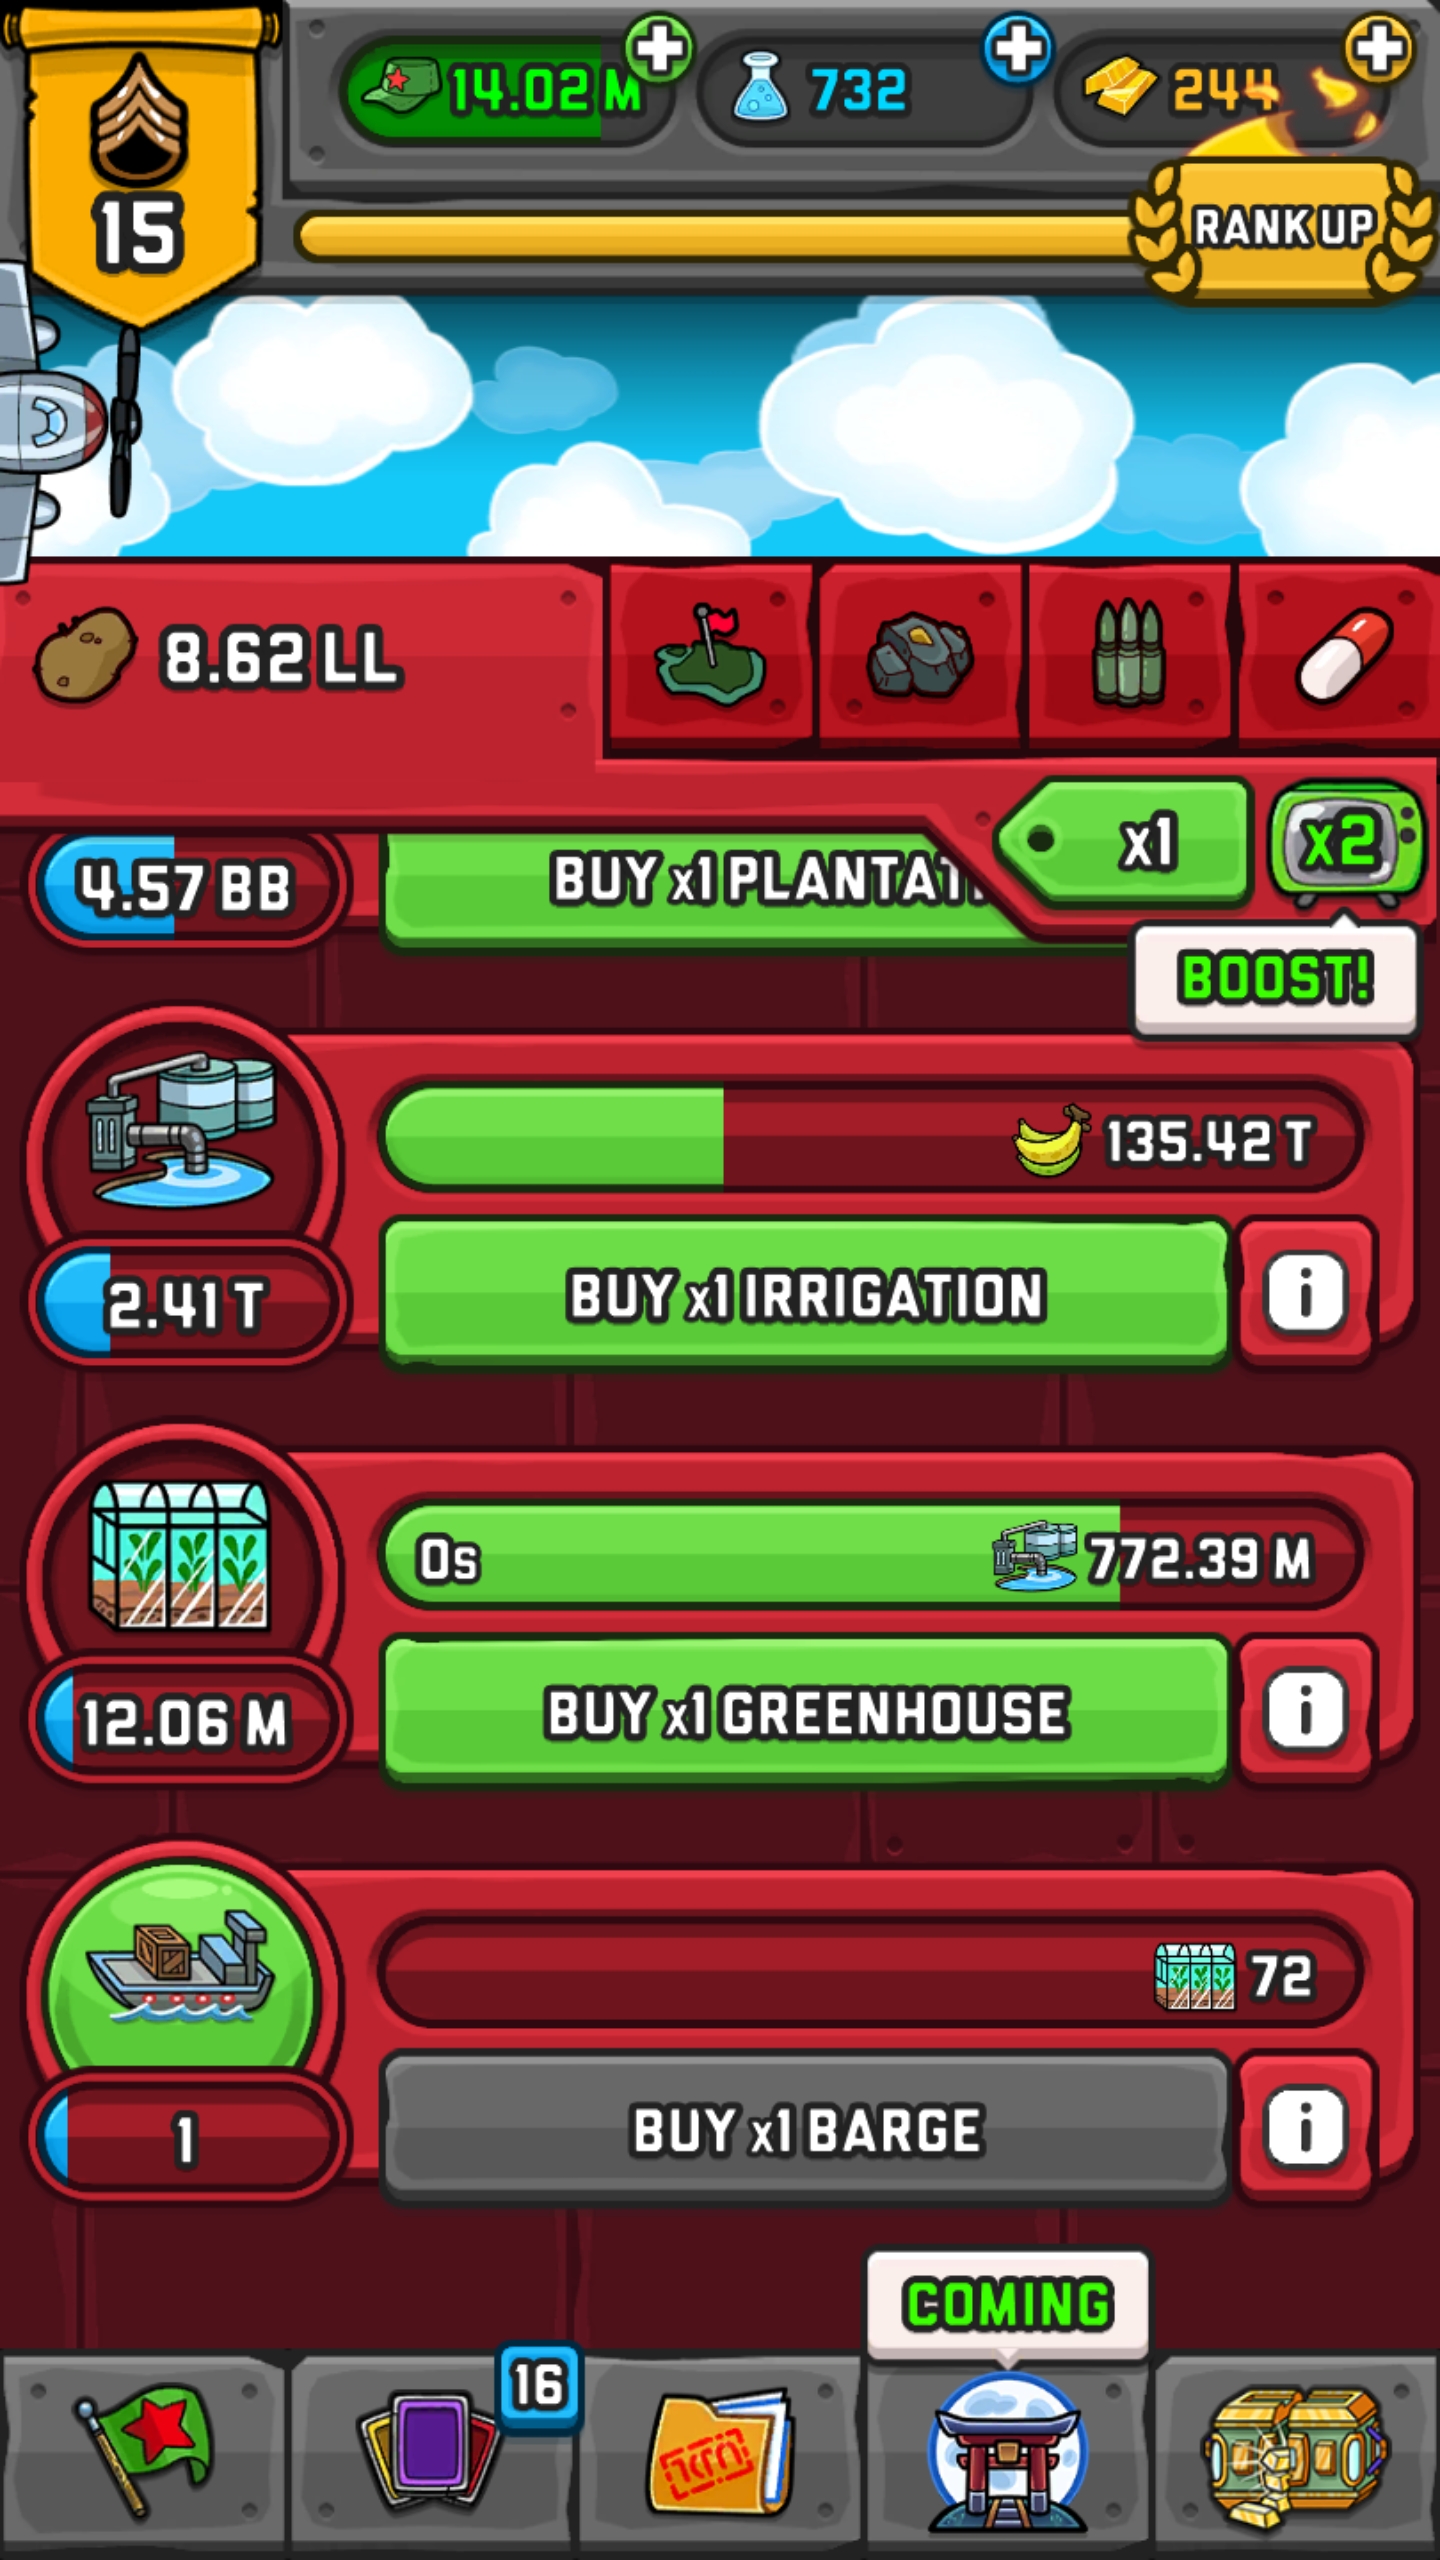 14.02 M
732
244
15
RANK UP
8.62 LL
x1
x2
4.57 BB
BUY x1
BOOST!
135.42 T
2.41 T
BUY x1 IRRIGATION
i
0s
772.39 M
12.06 M
BUY x1 GREENHOUSE
i
72
1
BUY x1 BARGE
i
COMING
16